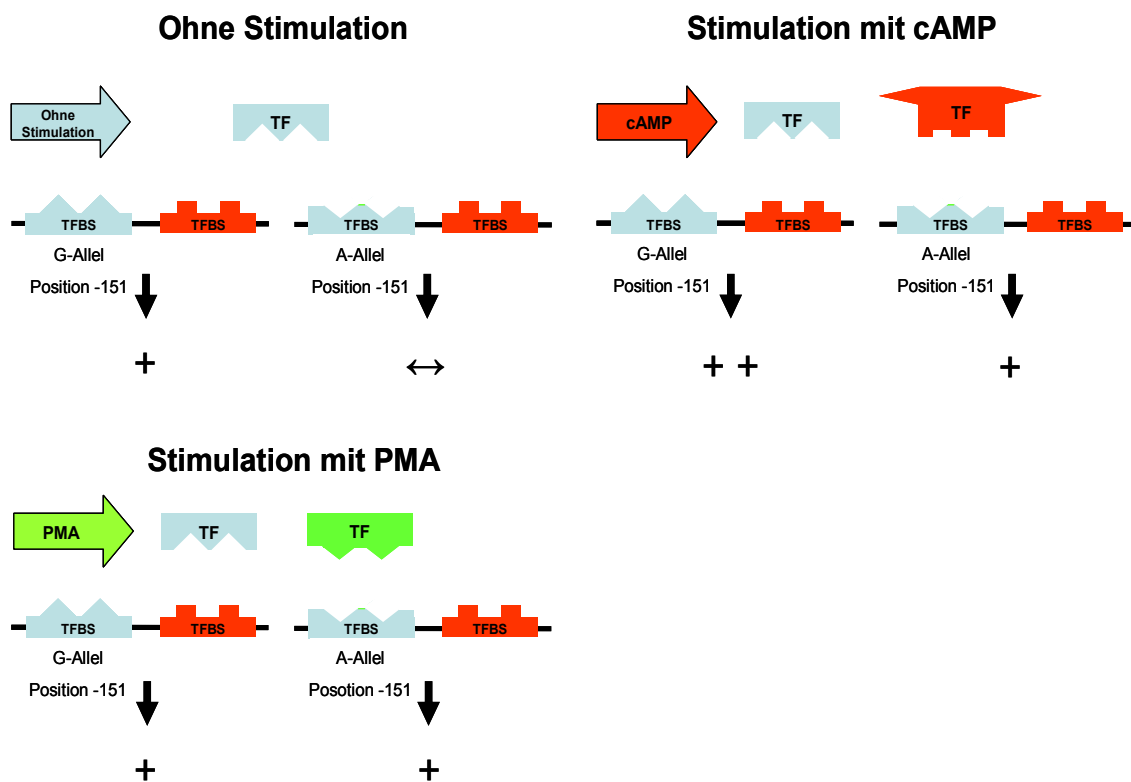 Ohne Stimulation
Ohne
Stimulation
TF
TFBS TFBS TFBS TFBS
G-Allel A-Allel
Position -151 Position -151
+ ↔
Stimulation mit cAMP
cAMP TF TF
TFBS TFBS TFBS TFBS
G-Allel A-Allel
Position -151 Position -151
+ + +
Stimulation mit PMA
PMA TF TF
TFBS TFBS TFBS TFBS
G-Allel A-Allel
Position -151 Posotion -151
+ +